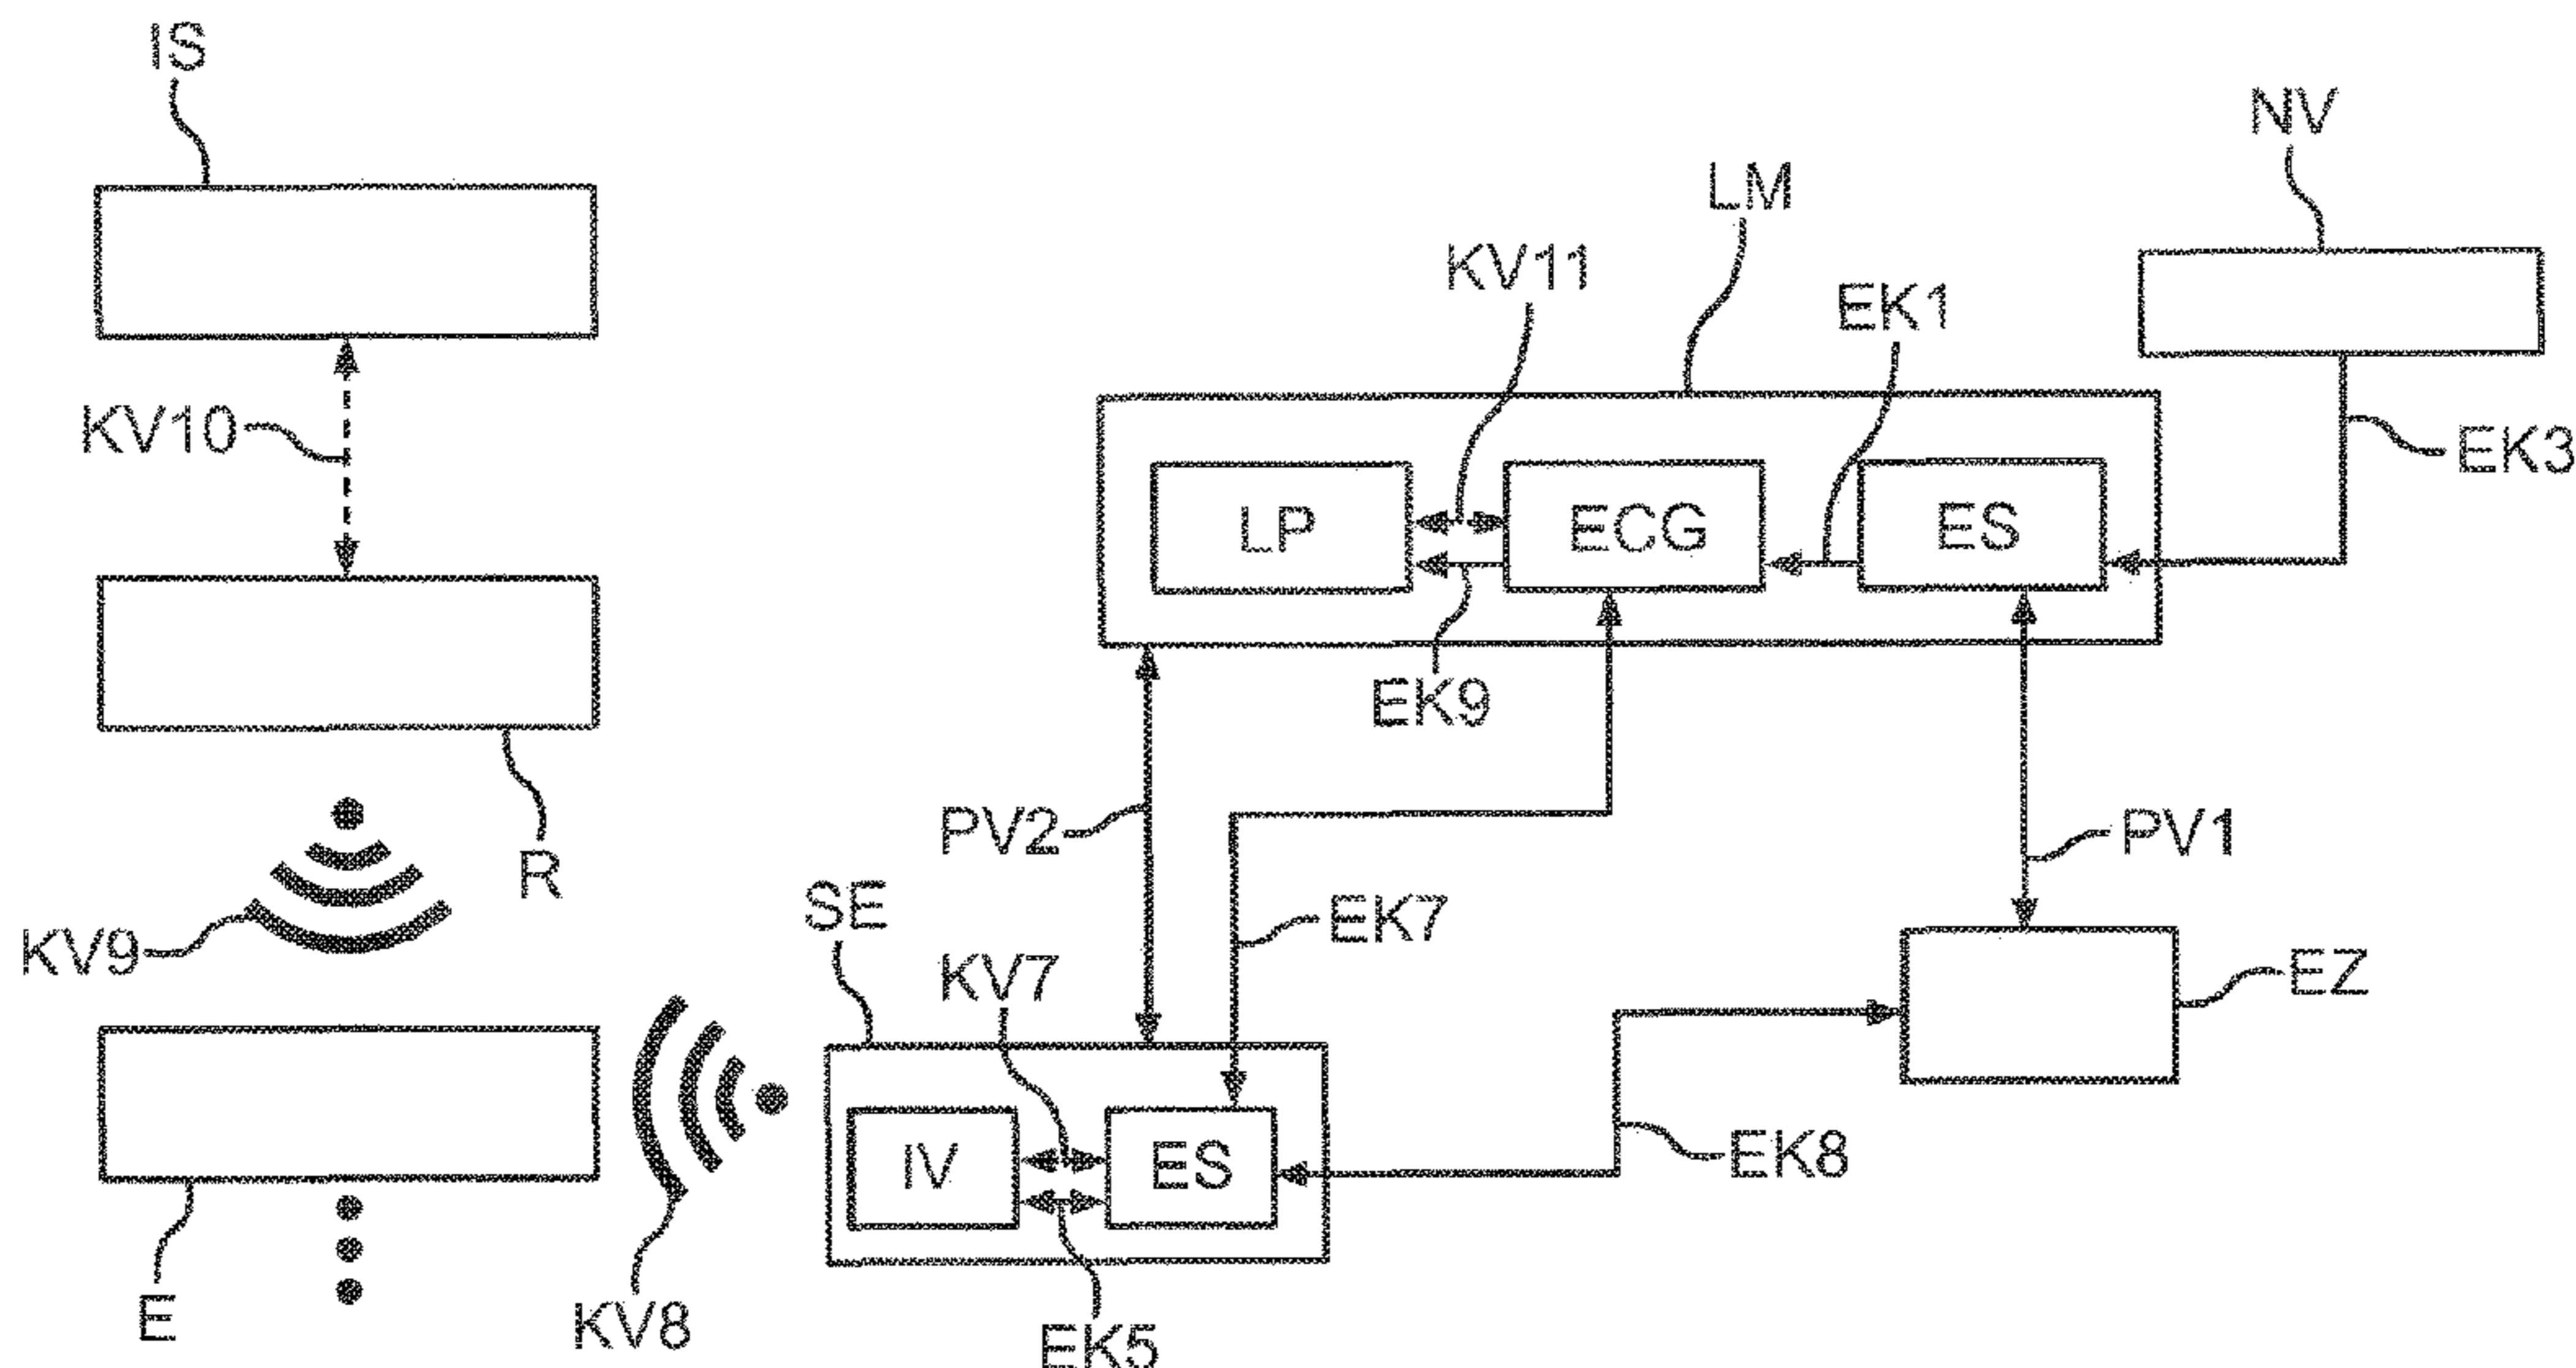 IS
NV
LM
KV11
EK1
KV10
EK3
LP
ECG
ES
EK9
PV2
PV1
R
SE
EK7
KV9
KV7
EZ
IV
ES
EK8
E
KV8
EK5